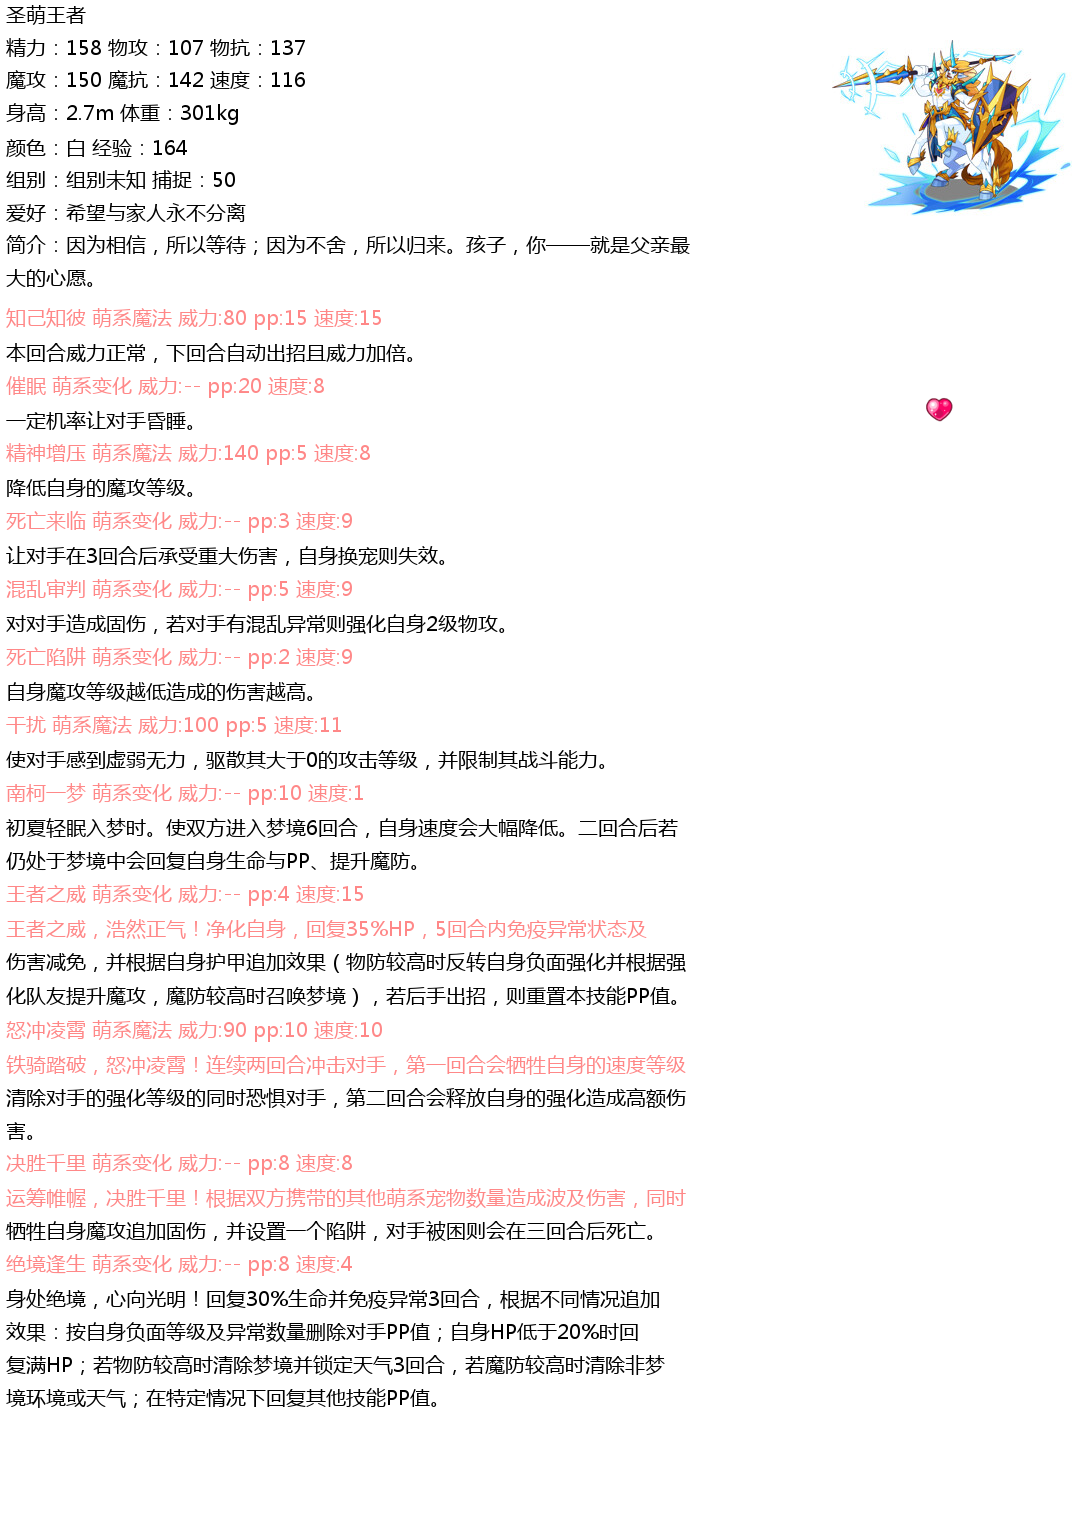 圣萌王者
精力：158 物攻：107 物抗：137
魔攻：150 魔抗：142 速度：116
身高：2.7m 体重：301kg
颜色：白 经验：164
组别：组别未知 捕捉：50
爱好：希望与家人永不分离
简介：因为相信，所以等待；因为不舍，所以归来。孩子，你——就是父亲最
大的心愿。
知己知彼 萌系魔法 威力:80 pp:15 速度:15
本回合威力正常，下回合自动出招且威力加倍。
催眠 萌系变化 威力:-- pp:20 速度:8
一定机率让对手昏睡。
精神增压 萌系魔法 威力:140 pp:5 速度:8
降低自身的魔攻等级。
死亡来临 萌系变化 威力:-- pp:3 速度:9
让对手在3回合后承受重大伤害，自身换宠则失效。
混乱审判 萌系变化 威力:-- pp:5 速度:9
对对手造成固伤，若对手有混乱异常则强化自身2级物攻。
死亡陷阱 萌系变化 威力:-- pp:2 速度:9
自身魔攻等级越低造成的伤害越高。
干扰 萌系魔法 威力:100 pp:5 速度:11
使对手感到虚弱无力，驱散其大于0的攻击等级，并限制其战斗能力。
南柯一梦 萌系变化 威力:-- pp:10 速度:1
初夏轻眠入梦时。使双方进入梦境6回合，自身速度会大幅降低。二回合后若
仍处于梦境中会回复自身生命与PP、提升魔防。
王者之威 萌系变化 威力:-- pp:4 速度:15
王者之威，浩然正气！净化自身，回复35%HP，5回合内免疫异常状态及
伤害减免，并根据自身护甲追加效果（物防较高时反转自身负面强化并根据强
化队友提升魔攻，魔防较高时召唤梦境），若后手出招，则重置本技能PP值。
怒冲凌霄 萌系魔法 威力:90 pp:10 速度:10
铁骑踏破，怒冲凌霄！连续两回合冲击对手，第一回合会牺牲自身的速度等级
清除对手的强化等级的同时恐惧对手，第二回合会释放自身的强化造成高额伤
害。
决胜千里 萌系变化 威力:-- pp:8 速度:8
运筹帷幄，决胜千里！根据双方携带的其他萌系宠物数量造成波及伤害，同时
牺牲自身魔攻追加固伤，并设置一个陷阱，对手被困则会在三回合后死亡。
绝境逢生 萌系变化 威力:-- pp:8 速度:4
身处绝境，心向光明！回复30%生命并免疫异常3回合，根据不同情况追加
效果：按自身负面等级及异常数量删除对手PP值；自身HP低于20%时回
复满HP；若物防较高时清除梦境并锁定天气3回合，若魔防较高时清除非梦
境环境或天气；在特定情况下回复其他技能PP值。